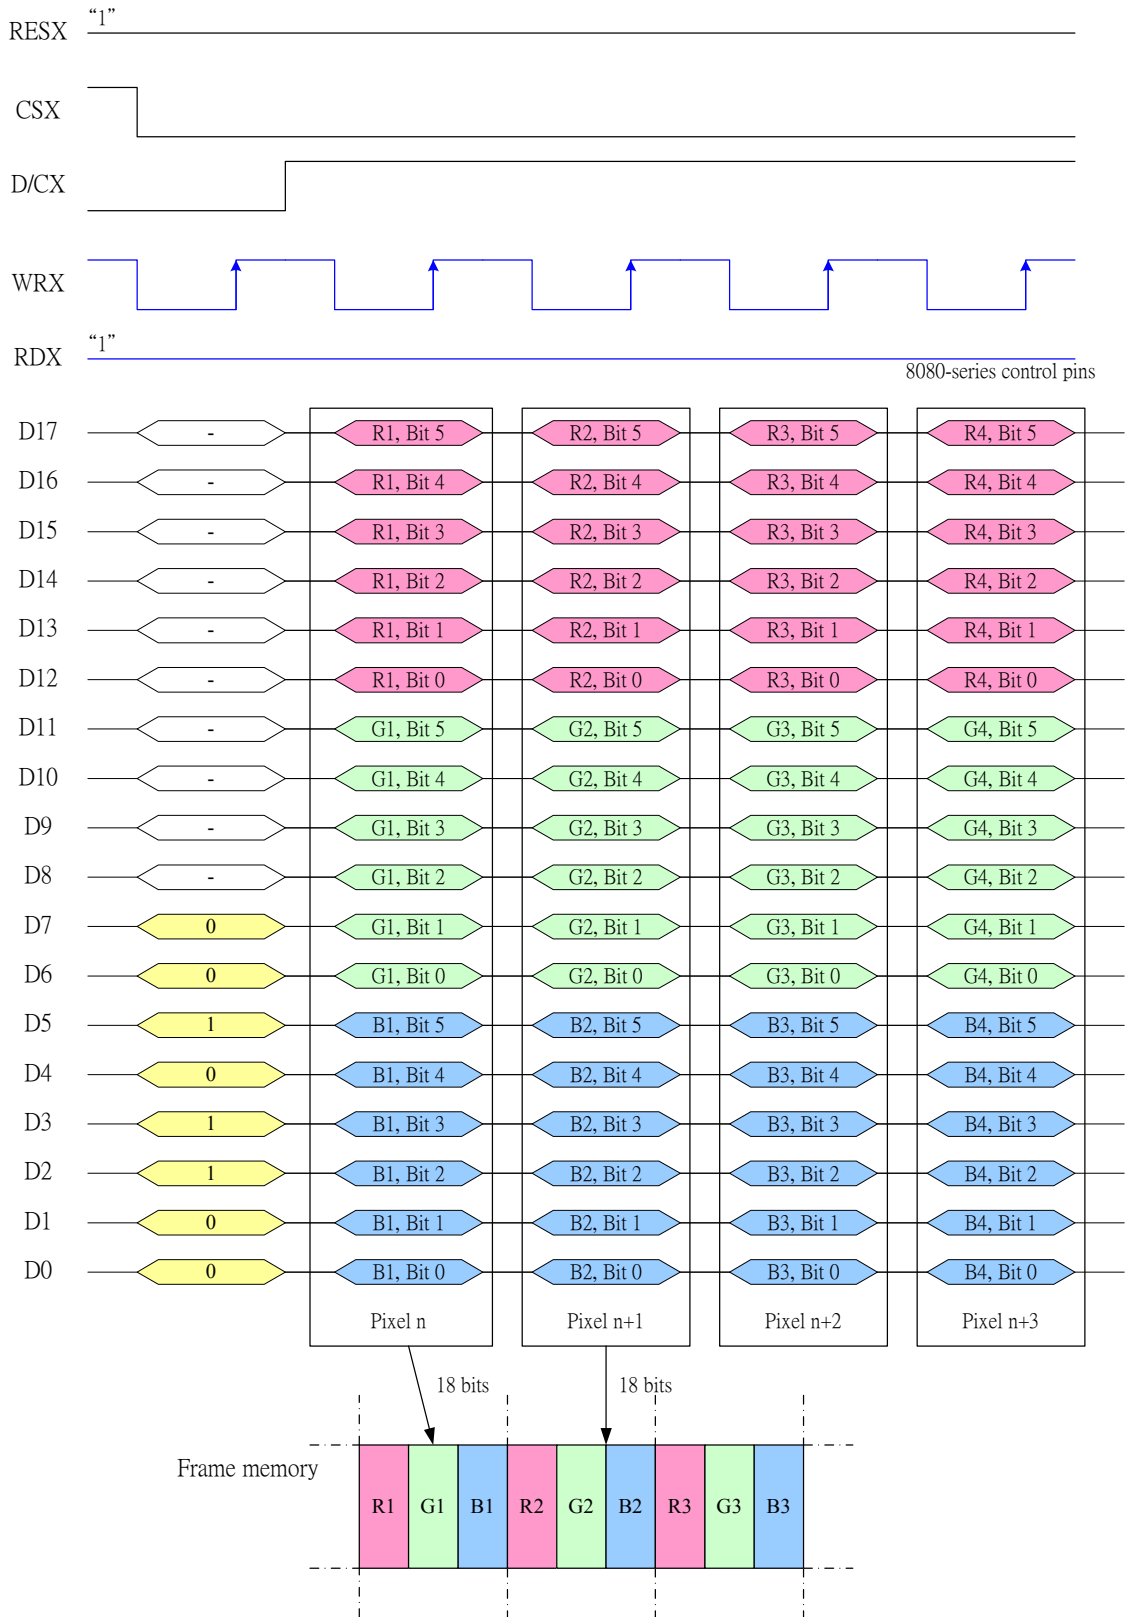 RESX “1”
CSX
D/CX
WRX
RDX “1”
8080-series control pins
D17 - R1, Bit 5 R2, Bit 5 R3, Bit 5 R4, Bit 5
D16 - R1, Bit 4 R2, Bit 4 R3, Bit 4 R4, Bit 4
D15 - R1, Bit 3 R2, Bit 3 R3, Bit 3 R4, Bit 3
D14 - R1, Bit 2 R2, Bit 2 R3, Bit 2 R4, Bit 2
D13 - R1, Bit 1 R2, Bit 1 R3, Bit 1 R4, Bit 1
D12 - R1, Bit 0 R2, Bit 0 R3, Bit 0 R4, Bit 0
D11 - G1, Bit 5 G2, Bit 5 G3, Bit 5 G4, Bit 5
D10 - G1, Bit 4 G2, Bit 4 G3, Bit 4 G4, Bit 4
D9 - G1, Bit 3 G2, Bit 3 G3, Bit 3 G4, Bit 3
D8 - G1, Bit 2 G2, Bit 2 G3, Bit 2 G4, Bit 2
D7 0 G1, Bit 1 G2, Bit 1 G3, Bit 1 G4, Bit 1
D6 0 G1, Bit 0 G2, Bit 0 G3, Bit 0 G4, Bit 0
D5 1 B1, Bit 5 B2, Bit 5 B3, Bit 5 B4, Bit 5
D4 0 B1, Bit 4 B2, Bit 4 B3, Bit 4 B4, Bit 4
D3 1 B1, Bit 3 B2, Bit 3 B3, Bit 3 B4, Bit 3
D2 1 B1, Bit 2 B2, Bit 2 B3, Bit 2 B4, Bit 2
D1 0 B1, Bit 1 B2, Bit 1 B3, Bit 1 B4, Bit 1
D0 0 B1, Bit 0 B2, Bit 0 B3, Bit 0 B4, Bit 0
Pixel n Pixel n+1 Pixel n+2 Pixel n+3
18 bits 18 bits
Frame memory
R1 G1 B1 R2 G2 B2 R3 G3 B3